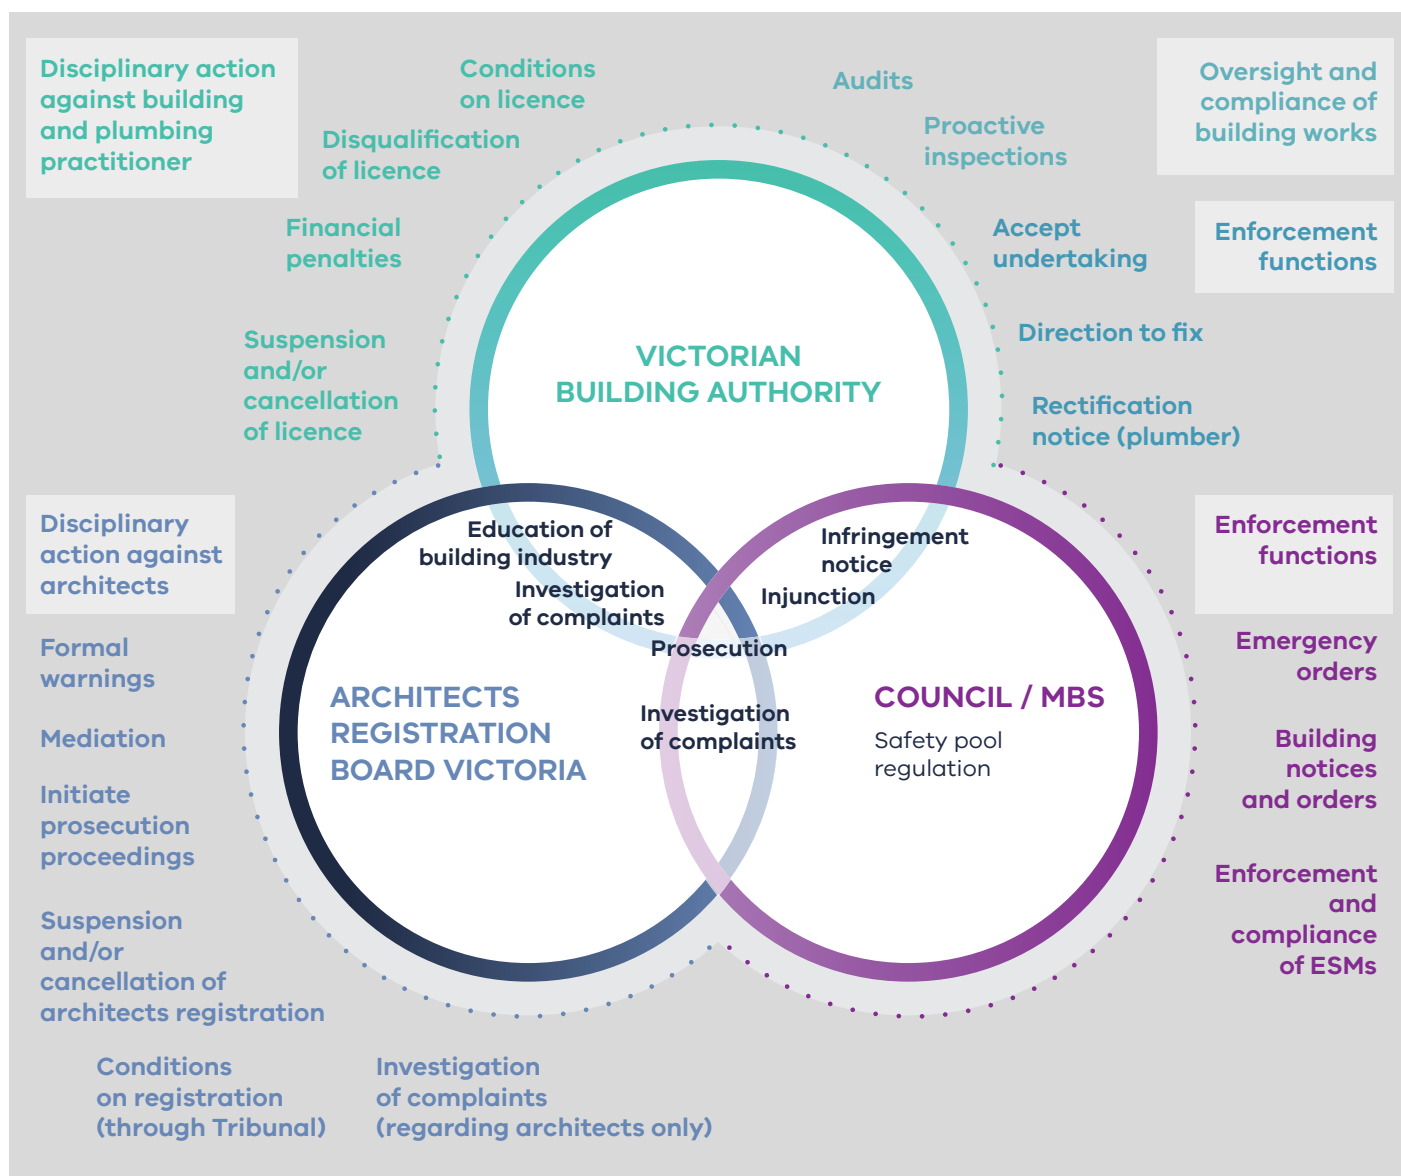 Disciplinary action
against building
and plumbing
practitioner
Conditions
on licence
Disqualification
of licence
Financial
penalties
Suspension
and/or
cancellation
of licence
Audits
Proactive
inspections
Oversight and
compliance of
building works
Accept
undertaking
Enforcement
functions
Direction to fix
Rectification
notice (plumber)
VICTORIAN
BUILDING AUTHORITY
Education of
building industry
Investigation
of complaints
Infringement
notice
Injunction
Prosecution
Investigation
of complaints
ARCHITECTS
REGISTRATION
BOARD VICTORIA
COUNCIL / MBS
Safety pool
regulation
Disciplinary
action against
architects
Formal
warnings
Mediation
Initiate
prosecution
proceedings
Suspension
and/or
cancellation of
architects registration
Conditions
on registration
(through Tribunal)
Investigation
of complaints
(regarding architects only)
Enforcement
functions
Emergency
orders
Building
notices
and orders
Enforcement
and
compliance
of ESMs